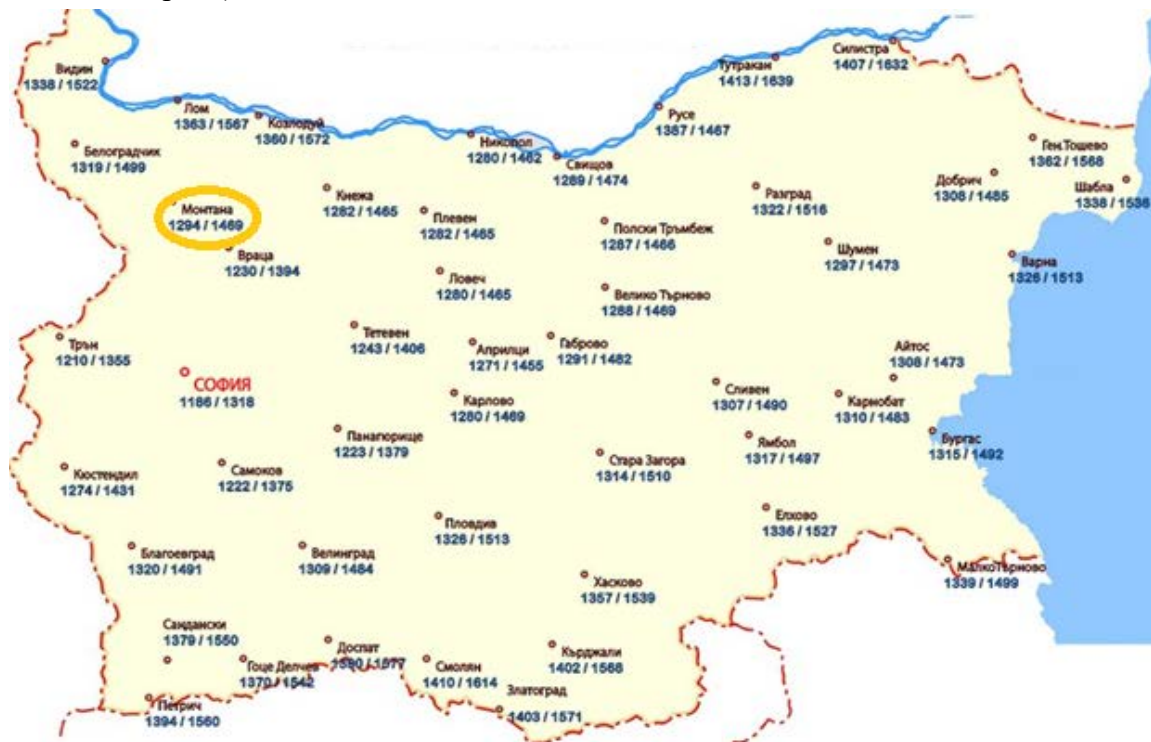 Силистра
1407 / 1632
Тутракан
1413 / 1639
Видин
1338 / 1522
Лом
1363 / 1567
Козлодуй
1360 / 1572
Русе
1387 / 1467
Никопол
1280 / 1462
Свищов
1289 / 1474
Белоградчик
1319 / 1499
Ген.Тошево
1362 / 1568
Добрич
1308 / 1485
Шабла
1338 / 1536
Монтана
1294 / 1469
Кнежа
1282 / 1465
Плевен
1282 / 1465
Разград
1322 / 1516
Полски Тръмбеж
1287 / 1466
Шумен
1297 / 1473
Враца
1230 / 1394
Варна
1326 / 1513
Ловеч
1280 / 1465
Велико Търново
1288 / 1469
Трън
1210 / 1355
Тетевен
1243 / 1406
Априлци
1271 / 1455
Габрово
1291 / 1482
Айтос
1308 / 1473
СОФИЯ
1186 / 1318
Карлово
1280 / 1469
Сливен
1307 / 1490
Карнобат
1310 / 1483
Панагюрище
1223 / 1379
Ямбол
1317 / 1497
Бургас
1315 / 1492
Кюстендил
1274 / 1431
Самоков
1222 / 1375
Стара Загора
1314 / 1510
Пловдив
1326 / 1513
Елхово
1336 / 1527
Благоевград
1320 / 1491
Велинград
1309 / 1484
Хасково
1357 / 1539
МалкоТърново
1339 / 1499
Сандански
1379 / 1550
Гоце Делчев
1370 / 1542
Доспат
1390 / 1577
Смолян
1410 / 1614
Кърджали
1402 / 1568
Златоград
1403 / 1571
Петрич
1394 / 1560